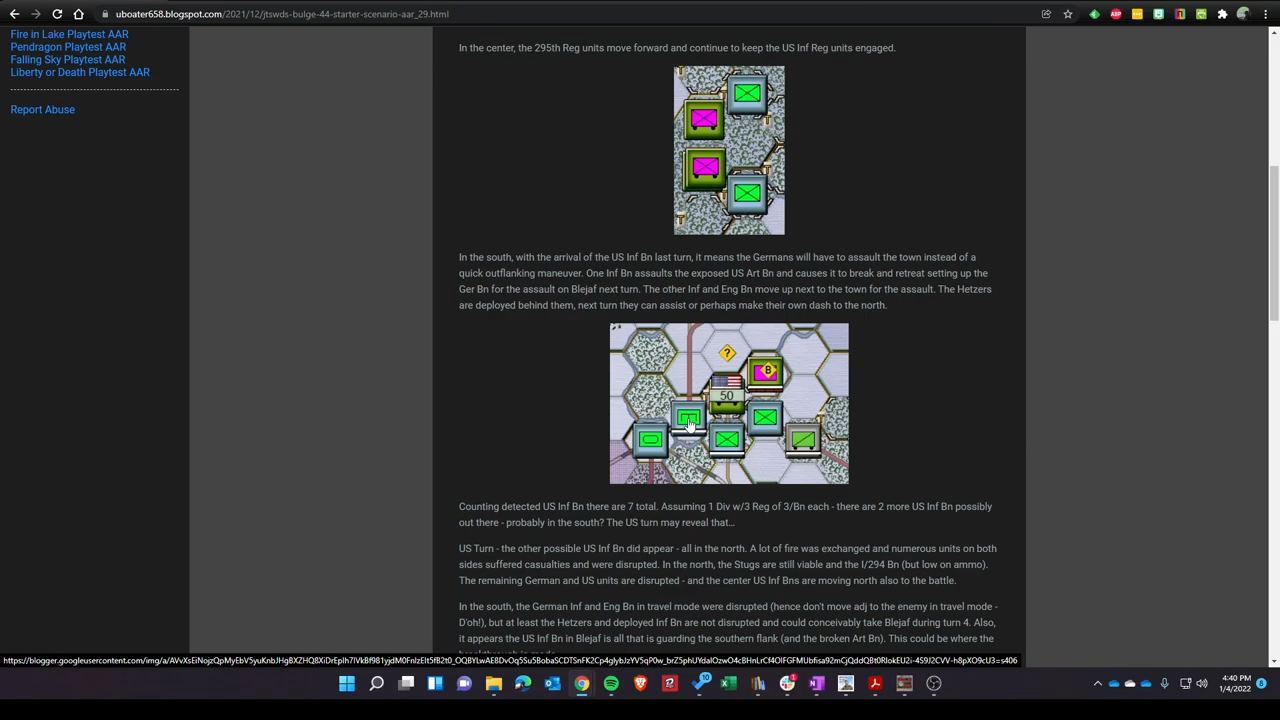 uboater658.blogspot.com/2021/12/jtswds-bulge-44-starter-scenario-aar_29.html
Fire in Lake Playtest AAR
Pendragon Playtest AAR
Falling Sky Playtest AAR
Liberty or Death Playtest AAR
Report Abuse
In the center, the 295th Reg units move forward and continue to keep the US Inf Reg units engaged.
In the south, with the arrival of the US Inf Bn last turn, it means the Germans will have to assault the town instead of a
quick outflanking maneuver. One Inf Bn assaults the exposed US Art Bn and causes it to break and retreat setting up the
Ger Bn for the assault on Blejaf next turn. The other Inf and Eng Bn move up next to the town for the assault. The Hetzers
are deployed behind them, next turn they can assist or perhaps make their own dash to the north.
?
B
50
Counting detected US Inf Bn there are 7 total. Assuming 1 Div w/3 Reg of 3/Bn each - there are 2 more US Inf Bn possibly
out there - probably in the south? The US turn may reveal that...
US Turn - the other possible US Inf Bn did appear - all in the north. A lot of fire was exchanged and numerous units on both
sides suffered casualties and were disrupted. In the north, the Stugs are still viable and the I/294 Bn (but low on ammo).
The remaining German and US units are disrupted - and the center US Inf Bns are moving north also to the battle.
In the south, the German Inf and Eng Bn in travel mode were disrupted (hence don't move adj to the enemy in travel mode -
D'oh!), but at least the Hetzers and deployed Inf Bn are not disrupted and could conceivably take Blejaf during turn 4. Also,
it appears the US Inf Bn in Blejaf is all that is guarding the southern flank (and the broken Art Bn). This could be where the
4:40 PM
1/4/2022